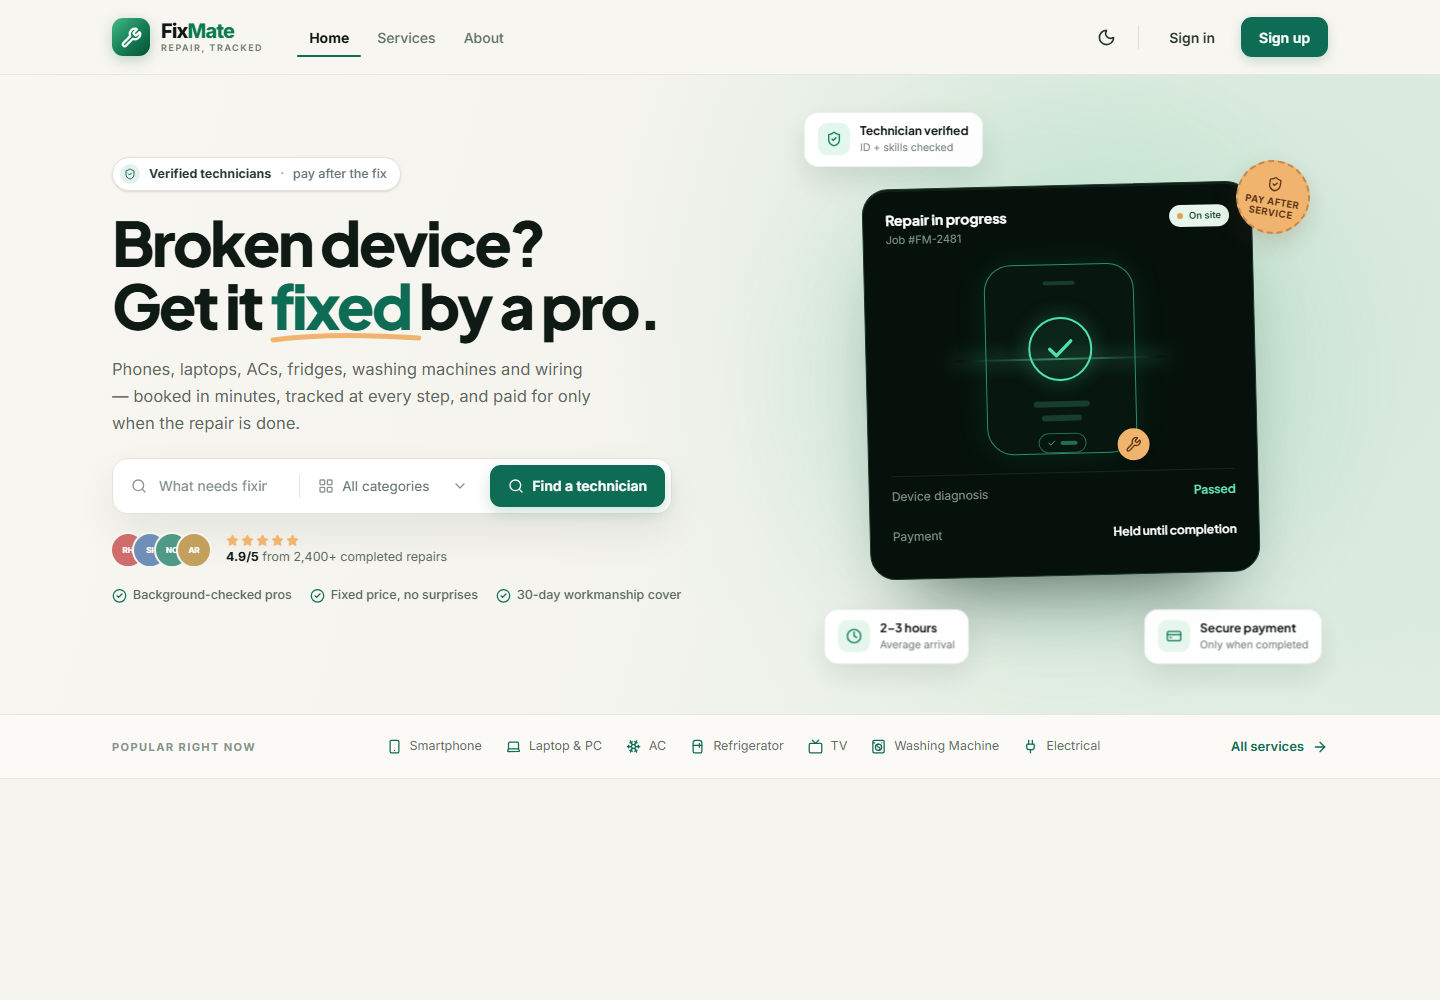 FixMate
REPAIR, TRACKED
Home
Services
About
Sign in
Sign up
Verified technicians · pay after the fix
Broken device?
Get it fixed by a pro.
Phones, laptops, ACs, fridges, washing machines and wiring
— booked in minutes, tracked at every step, and paid for only
when the repair is done.
What needs fixin
All categories
Find a technician
RH
SI
NC
AR
4.9/5 from 2,400+ completed repairs
Background-checked pros
Fixed price, no surprises
30-day workmanship cover
Technician verified
ID + skills checked
PAY AFTER
SERVICE
Repair in progress
Job #FM-2481
On site
Device diagnosis
Passed
Payment
Held until completion
2–3 hours
Average arrival
Secure payment
Only when completed
POPULAR RIGHT NOW
Smartphone
Laptop & PC
AC
Refrigerator
TV
Washing Machine
Electrical
All services